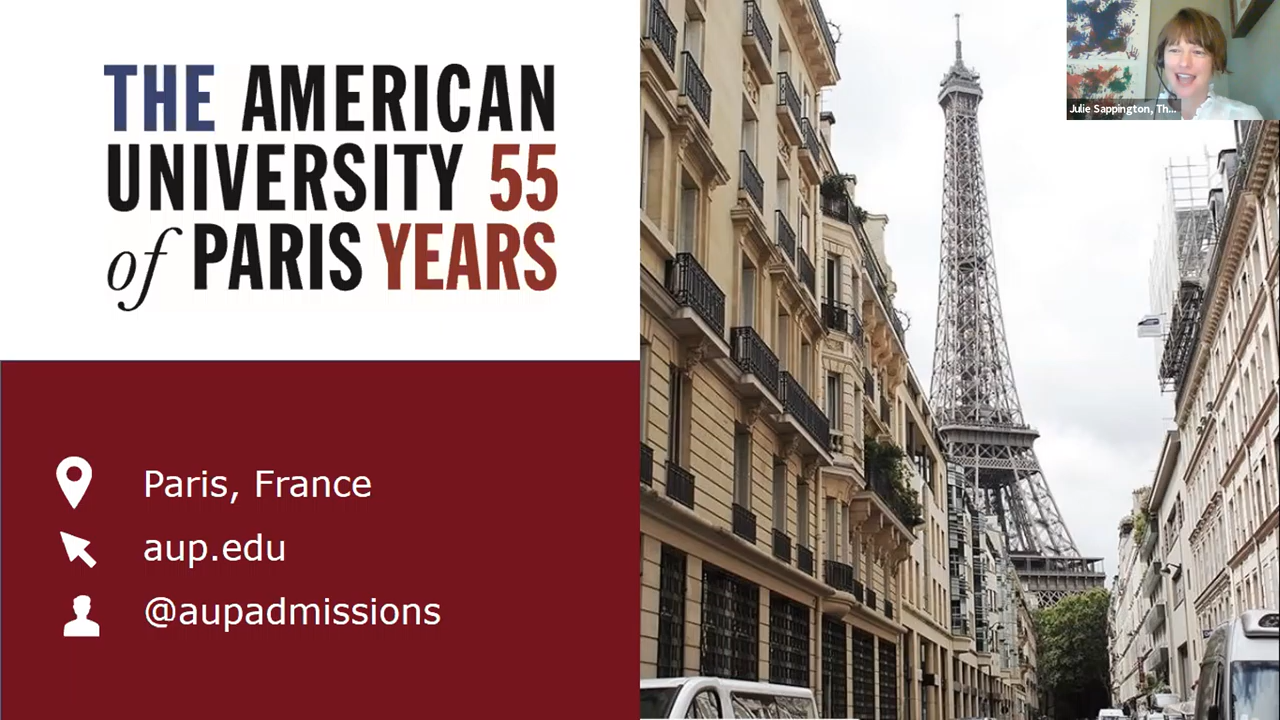 THE AMERICAN
UNIVERSITY 55
of PARIS YEARS
Paris, France
aup.edu
@aupadmissions
Julie Sappington, Th...